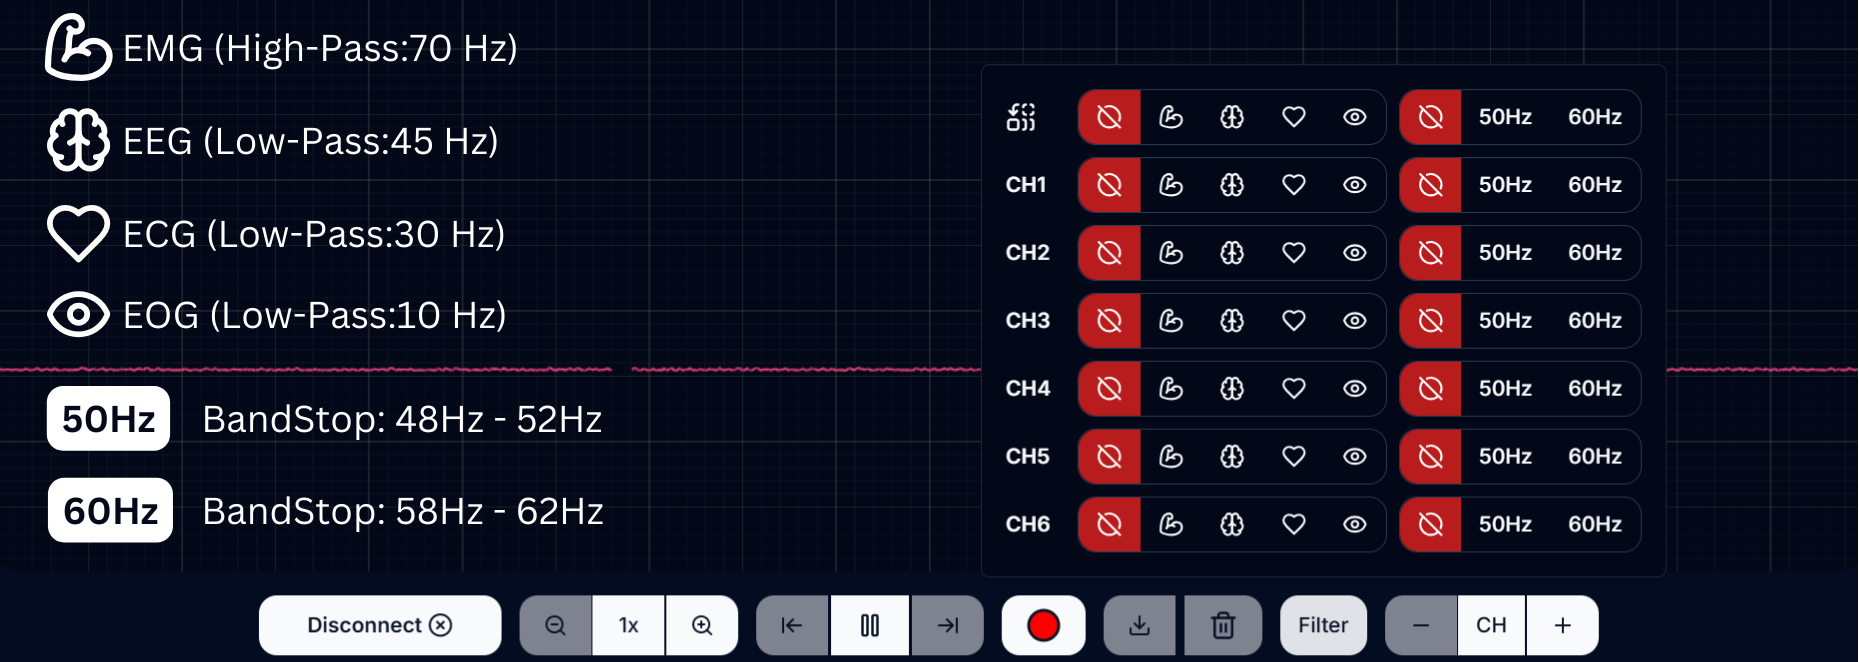 EMG (High-Pass:70 Hz)
EEG (Low-Pass:45 Hz)
ECG (Low-Pass:30 Hz)
EOG (Low-Pass:10 Hz)
50Hz BandStop: 48Hz - 52Hz
60Hz BandStop: 58Hz - 62Hz
50Hz 60Hz
CH1 50Hz 60Hz
CH2 50Hz 60Hz
CH3 50Hz 60Hz
CH4 50Hz 60Hz
CH5 50Hz 60Hz
CH6 50Hz 60Hz
Disconnect 1x Filter CH